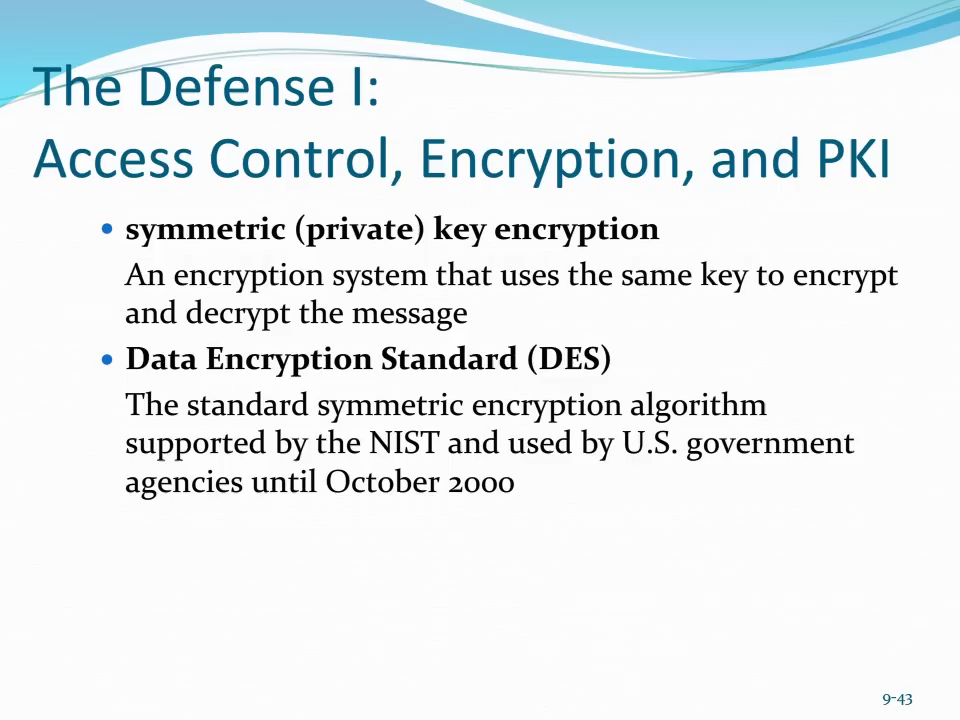 The Defense I:
Access Control, Encryption, and PKI
• symmetric (private) key encryption
An encryption system that uses the same key to encrypt
and decrypt the message
• Data Encryption Standard (DES)
The standard symmetric encryption algorithm
supported by the NIST and used by U.S. government
agencies until October 2000
9-43